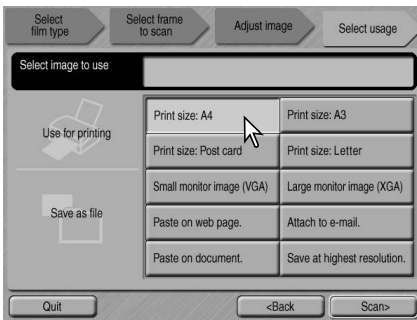 Select
film type
Select frame
to scan
Adjust image
Select usage
Select image to use
Use for printing
Save as file
Print size: A4
Print size: A3
Print size: Post card
Print size: Letter
Small monitor image (VGA)
Large monitor image (XGA)
Paste on web page.
Attach to e-mail.
Paste on document.
Save at highest resolution.
Quit
<Back
Scan>